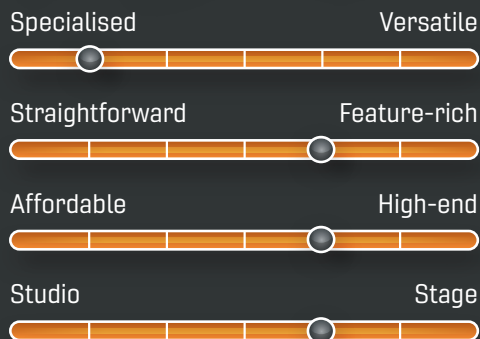 Specialised Versatile
Straightforward Feature-rich
Affordable High-end
Studio Stage